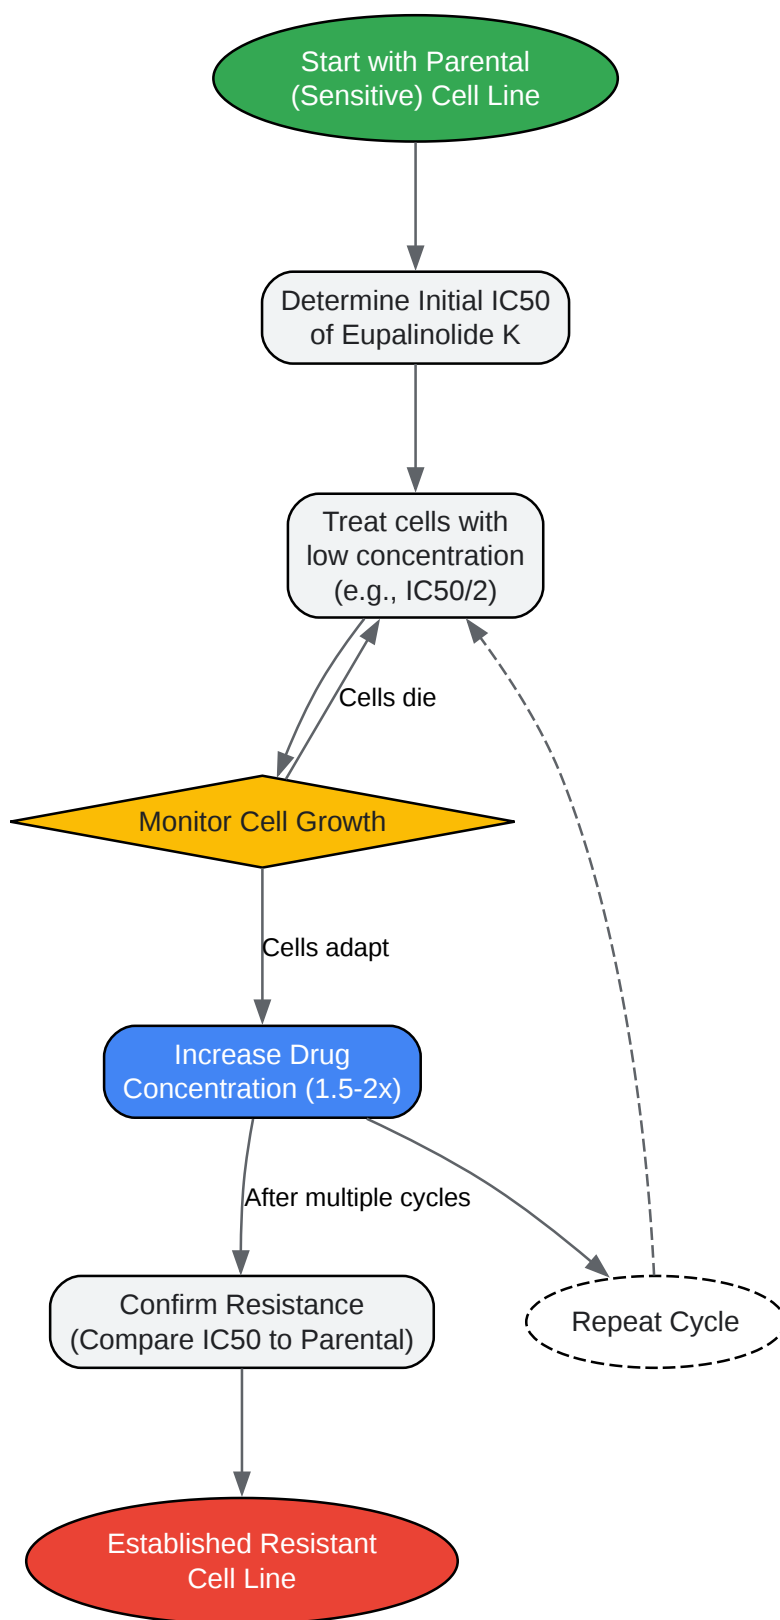 Start with Parental
(Sensitive) Cell Line
Determine Initial IC50
of Eupalinolide K
Treat cells with
low concentration
(e.g., IC50/2)
Cells die
Monitor Cell Growth
Cells adapt
Increase Drug
Concentration (1.5-2x)
After multiple cycles
Confirm Resistance
(Compare IC50 to Parental)
Repeat Cycle
Established Resistant
Cell Line